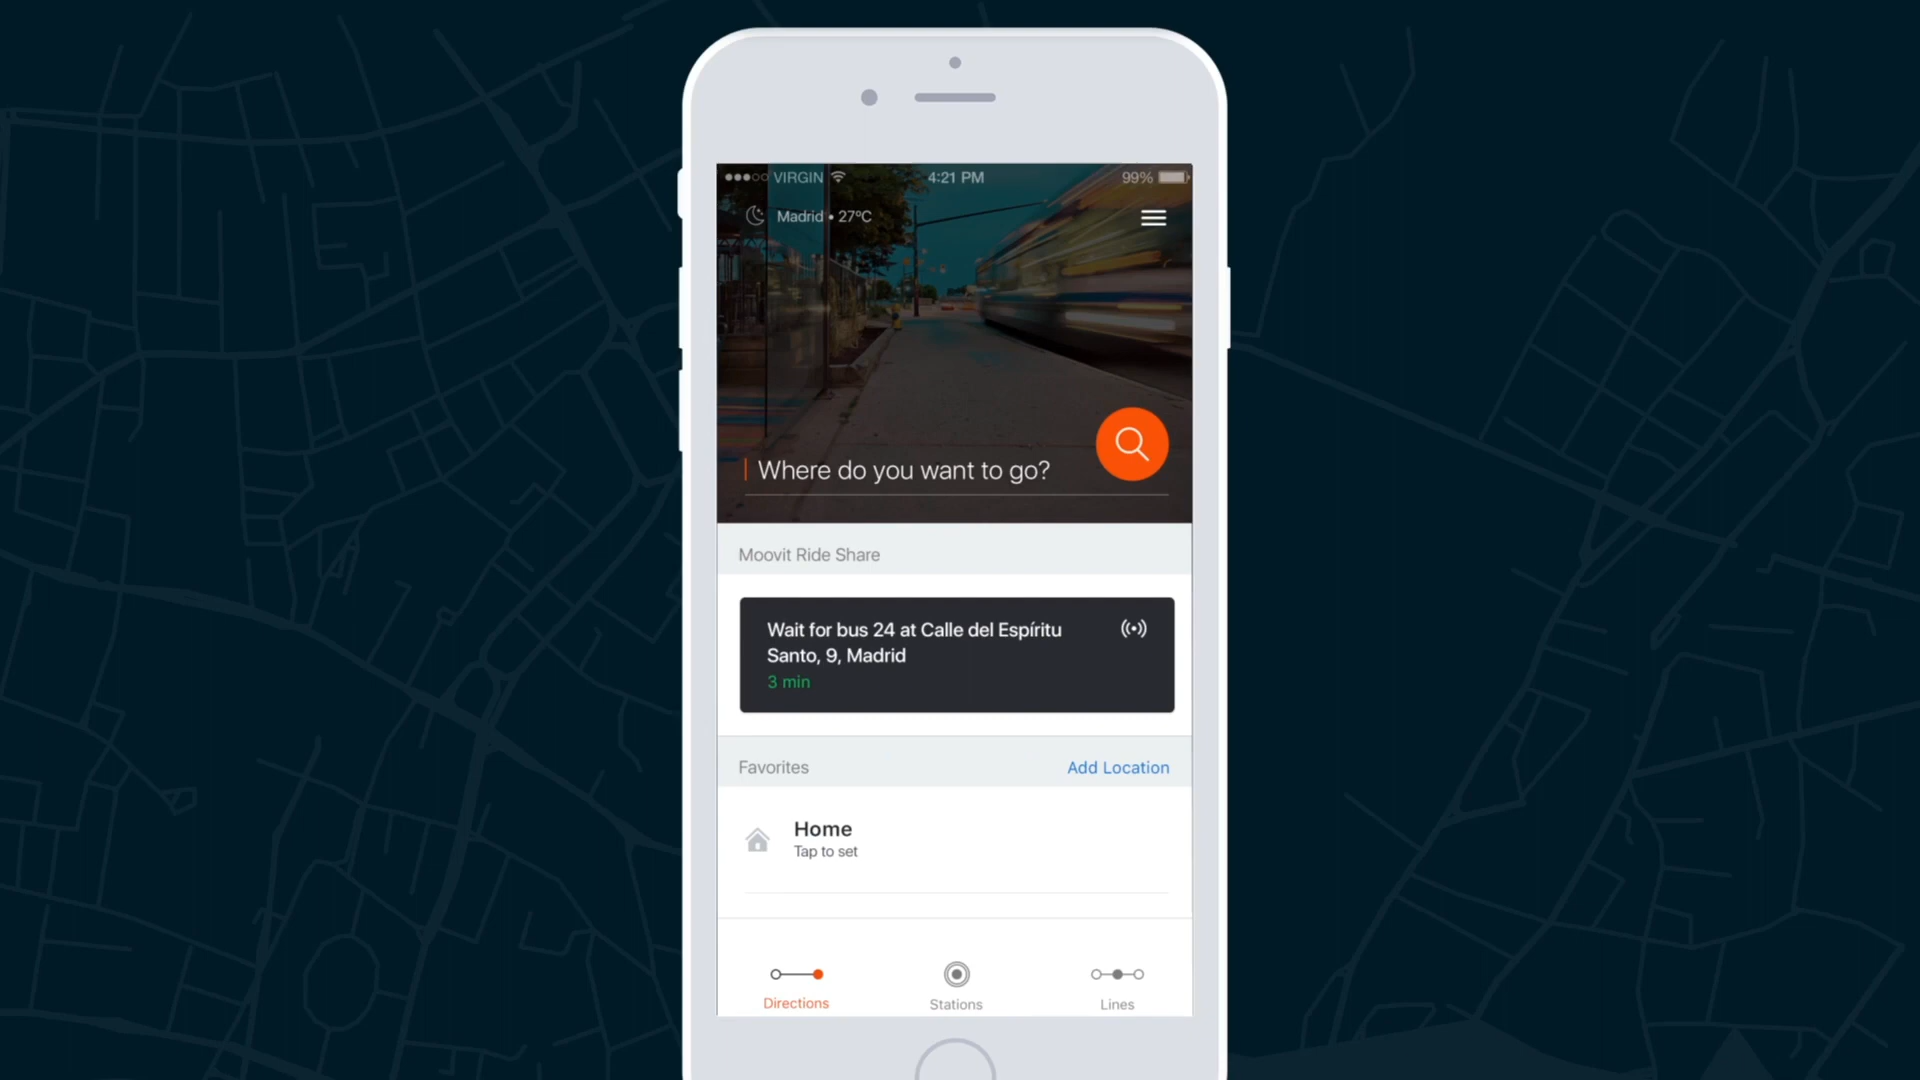 VIRGIN 4:21 PM 99%
Madrid • 27ºC
Where do you want to go?
Moovit Ride Share
Wait for bus 24 at Calle del Espíritu
Santo, 9, Madrid
3 min
Favorites Add Location
Home
Tap to set
Directions Stations Lines